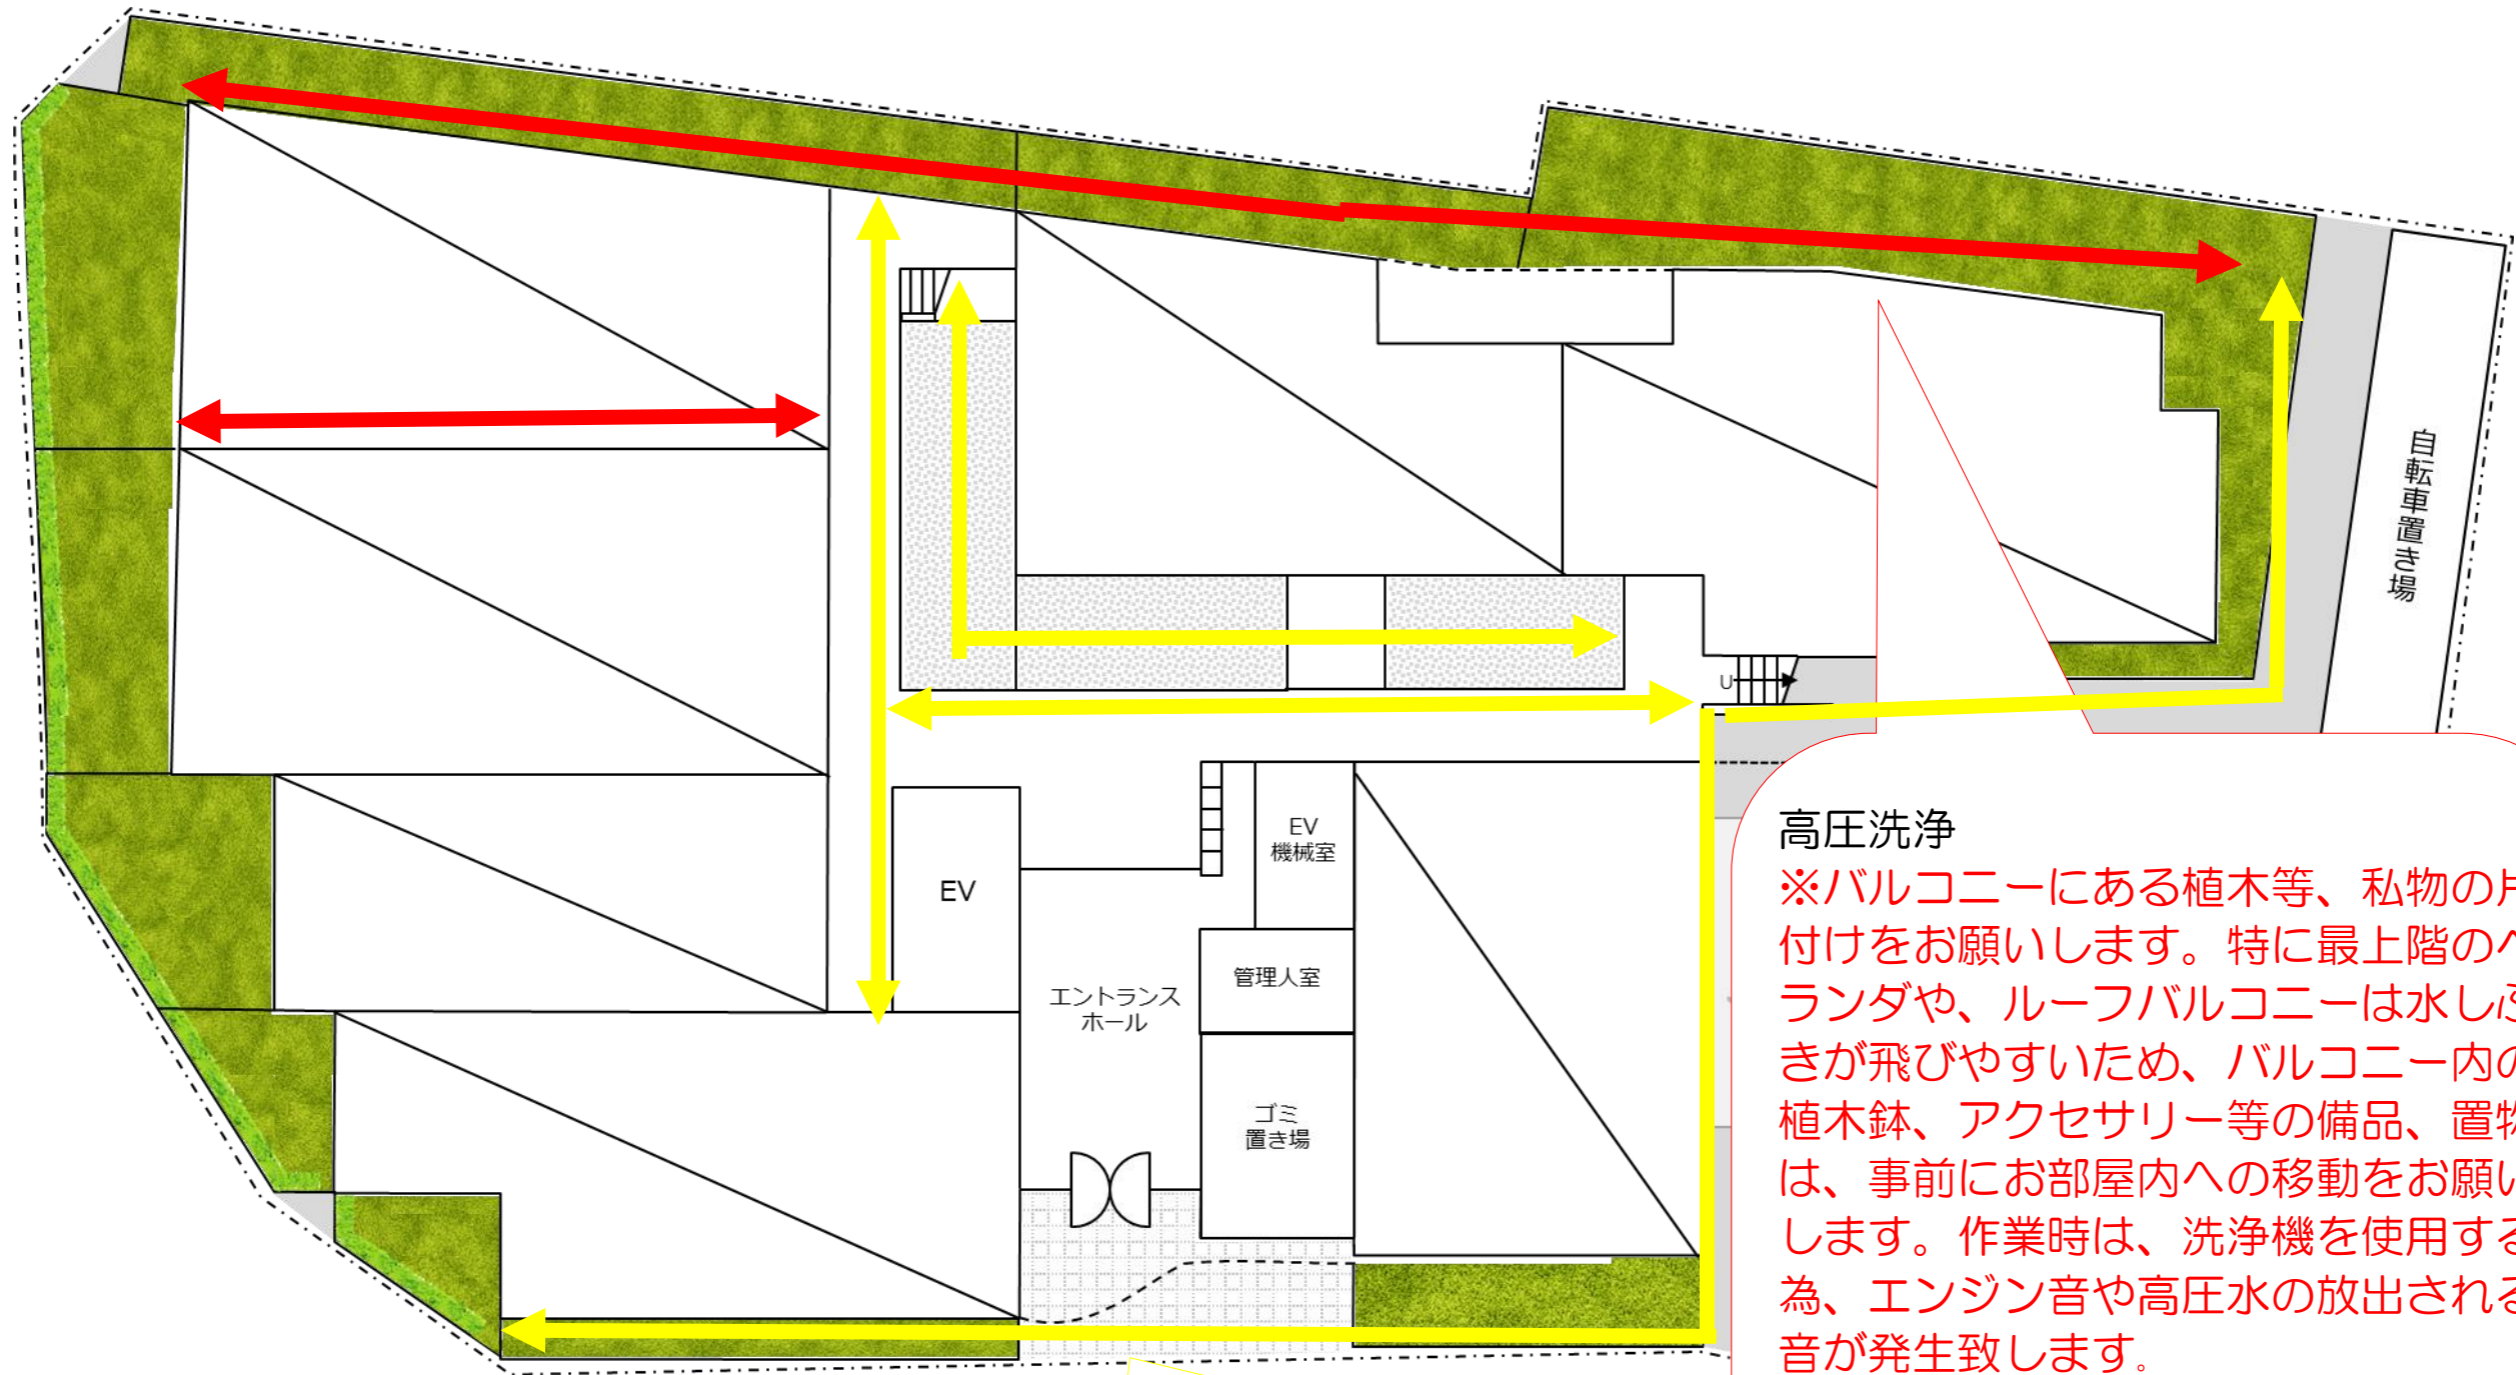 自転車置き場
U
EV
機械室
EV
管理人室
エントランス
ホール
ゴミ
置き場
高圧洗浄
※バルコニーにある植木等、私物の
付けをお願いします。特に最上階の
ランダや、ルーフバルコニーは水し
きが飛びやすいため、バルコニー内の
植木鉢、アクセサリー等の備品、置物
は、事前にお部屋内への移動をお願い
します。作業時は、洗浄機を使用する
為、エンジン音や高圧水の放出される
音が発生致します。